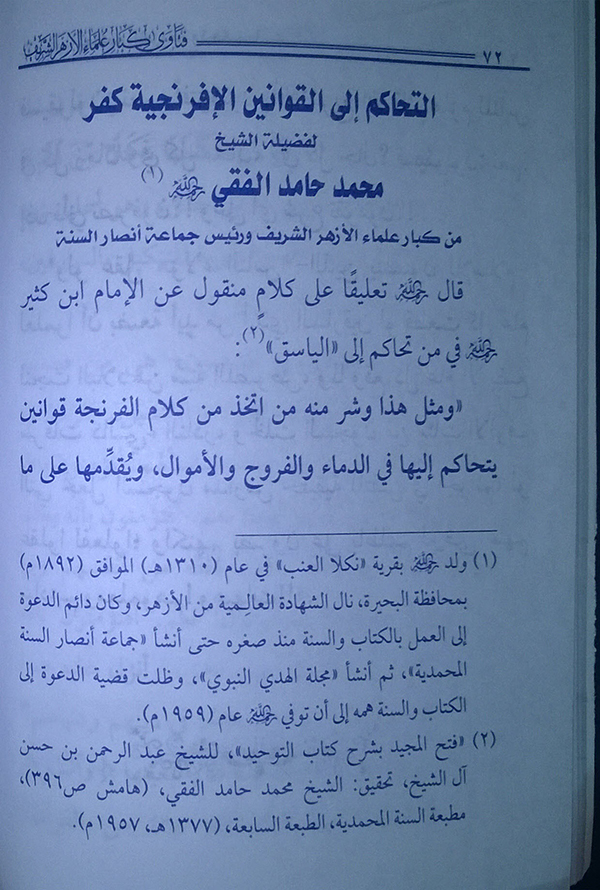 ٧٢
فتاوى كبار علماء الأزهر الشريف
التحاكم إلى القوانين الإفرنجية كفر
لفضيلة الشيخ
محمد حامد الفقي رحمه الله (١)
من كبار علماء الأزهر الشريف ورئيس جماعة أنصار السنة
قال رحمه الله تعليقًا على كلامٍ منقول عن الإمام ابن كثير
رحمه الله في من تحاكم إلى «الياسق»(٢):
«ومثل هذا وشر منه من اتخذ من كلام الفرنجة قوانين
يتحاكم إليها في الدماء والفروج والأموال، ويُقدِّمها على ما
(١) ولد رحمه الله بقرية «نكلا العنب» في عام (١٣١٠هـ) الموافق (١٨٩٢م)
بمحافظة البحيرة، نال الشهادة العالِمية من الأزهر، وكان دائم الدعوة
إلى العمل بالكتاب والسنة منذ صغره حتى أنشأ «جماعة أنصار السنة
المحمدية»، ثم أنشأ «مجلة الهدي النبوي»، وظلت قضية الدعوة إلى
الكتاب والسنة همه إلى أن توفي رحمه الله عام (١٩٥٩م).
(٢) «فتح المجيد بشرح كتاب التوحيد»، للشيخ عبد الرحمن بن حسن
آل الشيخ، تحقيق: الشيخ محمد حامد الفقي، (هامش ص٣٩٦)،
مطبعة السنة المحمدية، الطبعة السابعة، (١٣٧٧هـ، ١٩٥٧م).